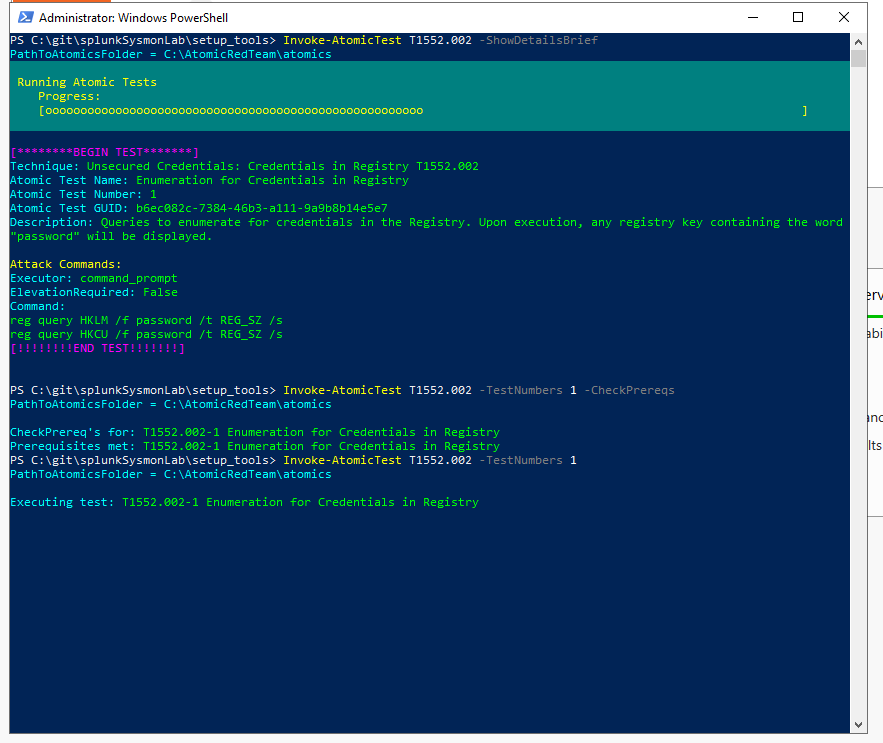 Administrator: Windows PowerShell
PS C:\git\splunkSysmonLab\setup_tools> Invoke-AtomicTest T1552.002 -ShowDetailsBrief
PathToAtomicsFolder = C:\AtomicRedTeam\atomics
Running Atomic Tests
Progress:
[oooooooooooooooooooooooooooooooooooooooooooooooooooooo ]
[********BEGIN TEST*******]
Technique: Unsecured Credentials: Credentials in Registry T1552.002
Atomic Test Name: Enumeration for Credentials in Registry
Atomic Test Number: 1
Atomic Test GUID: b6ec082c-7384-46b3-a111-9a9b8b14e5e7
Description: Queries to enumerate for credentials in the Registry. Upon execution, any registry key containing the word
"password" will be displayed.
Attack Commands:
Executor: command_prompt
ElevationRequired: False
Command:
reg query HKLM /f password /t REG_SZ /s
reg query HKCU /f password /t REG_SZ /s
[!!!!!!!!END TEST!!!!!!!]
PS C:\git\splunkSysmonLab\setup_tools> Invoke-AtomicTest T1552.002 -TestNumbers 1 -CheckPrereqs
PathToAtomicsFolder = C:\AtomicRedTeam\atomics
CheckPrereq's for: T1552.002-1 Enumeration for Credentials in Registry
Prerequisites met: T1552.002-1 Enumeration for Credentials in Registry
PS C:\git\splunkSysmonLab\setup_tools> Invoke-AtomicTest T1552.002 -TestNumbers 1
PathToAtomicsFolder = C:\AtomicRedTeam\atomics
Executing test: T1552.002-1 Enumeration for Credentials in Registry